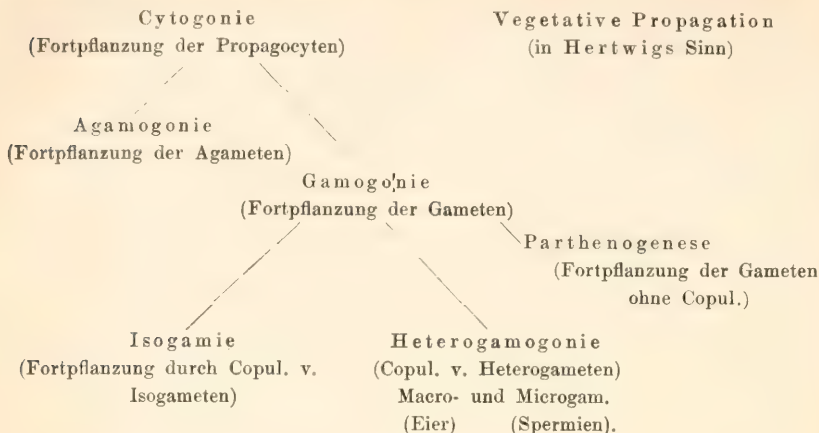 Cytogonie
(Fortpflanzung der Propagocyten)
Vegetative Propagation
(in Hertwigs Sinn)
Agamogonie
(Fortpflanzung der Agameten)
Gamogonie
(Fortpflanzung der Gameten)
Parthenogenese
(Fortpflanzung der Gameten
ohne Copul.)
Isogamie
(Fortpflanzung durch Copul. v.
Isogameten)
Heterogamogonie
(Copul. v. Heterogameten)
Macro- und Microgam.
(Eier) (Spermien).